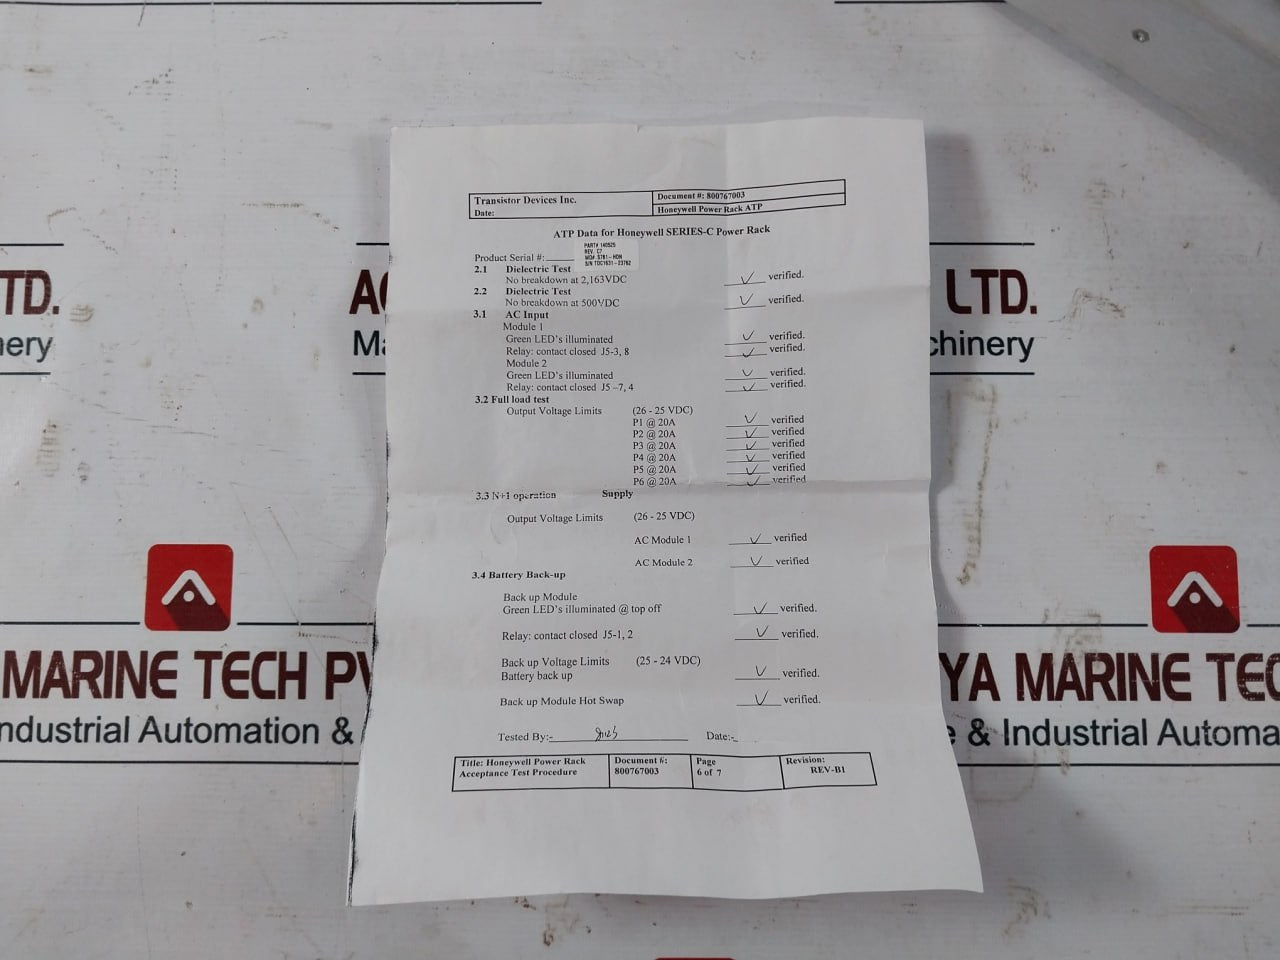 Transistor Devices Inc.
Date:
Document #: 800767003
Honeywell Power Rack ATP
ATP Data for Honeywell SERIES-C Power Rack
PART# 140525
REV C7
Product Serial #:
2.1 Dielectric Test
No breakdown at 2,163VDC verified.
2.2 Dielectric Test
No breakdown at 500VDC verified.
3.1 AC Input
Module 1
Green LED's illuminated verified.
Relay: contact closed J5-3, 8 verified.
Module 2
Green LED's illuminated verified.
Relay: contact closed J5 –7, 4 verified.
3.2 Full load test
Output Voltage Limits (26 - 25 VDC)
P1 @ 20A verified
P2 @ 20A verified
P3 @ 20A verified
P4 @ 20A verified
P5 @ 20A verified
P6 @ 20A verified
3.3 N+1 operation Supply
Output Voltage Limits (26 - 25 VDC)
AC Module 1 verified
AC Module 2 verified
3.4 Battery Back-up
Back up Module
Green LED's illuminated @ top off verified.
Relay: contact closed J5-1, 2 verified.
Back up Voltage Limits (25 - 24 VDC)
Battery back up verified.
Back up Module Hot Swap verified.
Tested By:- Date:-
Title: Honeywell Power Rack
Acceptance Test Procedure
Document #:
800767003
Page
6 of 7
Revision:
REV-B1
TD.
LTD.
chinery
MARINE TECH PV
YA MARINE TEC
ndustrial Automation &
& Industrial Automa